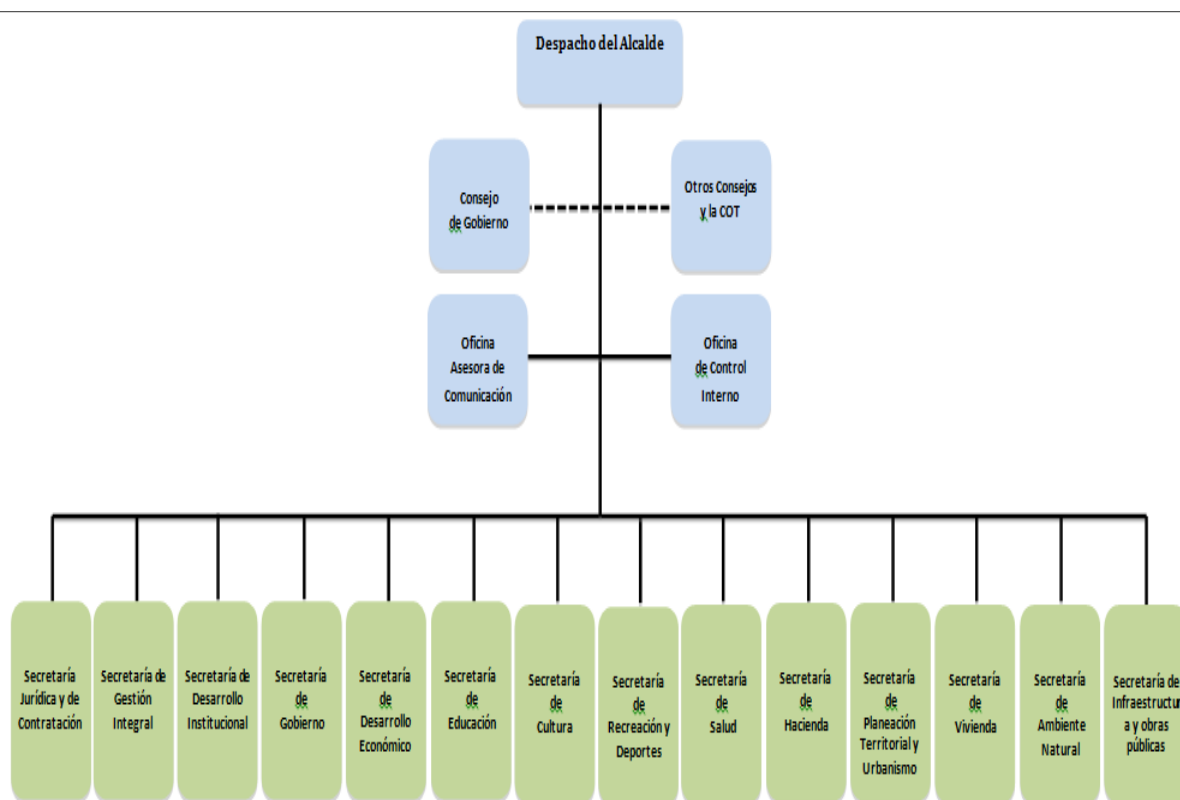 Despacho del Alcalde
Consejo
de Gobierno
Otros Consejos
y la COT
Oficina
Asesora de
Comunicación
Oficina
de Control
Interno
Secretaría
Jurídica y de
Contratación
Secretaría de
Gestión
Integral
Secretaría de
Desarrollo
Institucional
Secretaría
de
Gobierno
Secretaría
de
Desarrollo
Económico
Secretaría
de
Educación
Secretaría
de
Cultura
Secretaría
de
Recreación y
Deportes
Secretaría
de
Salud
Secretaría
de
Hacienda
Secretaría
de
Planeación
Territorial y
Urbanismo
Secretaría
de
Vivienda
Secretaría
de
Ambiente
Natural
Secretaría de
Infraestructur
a y obras
públicas